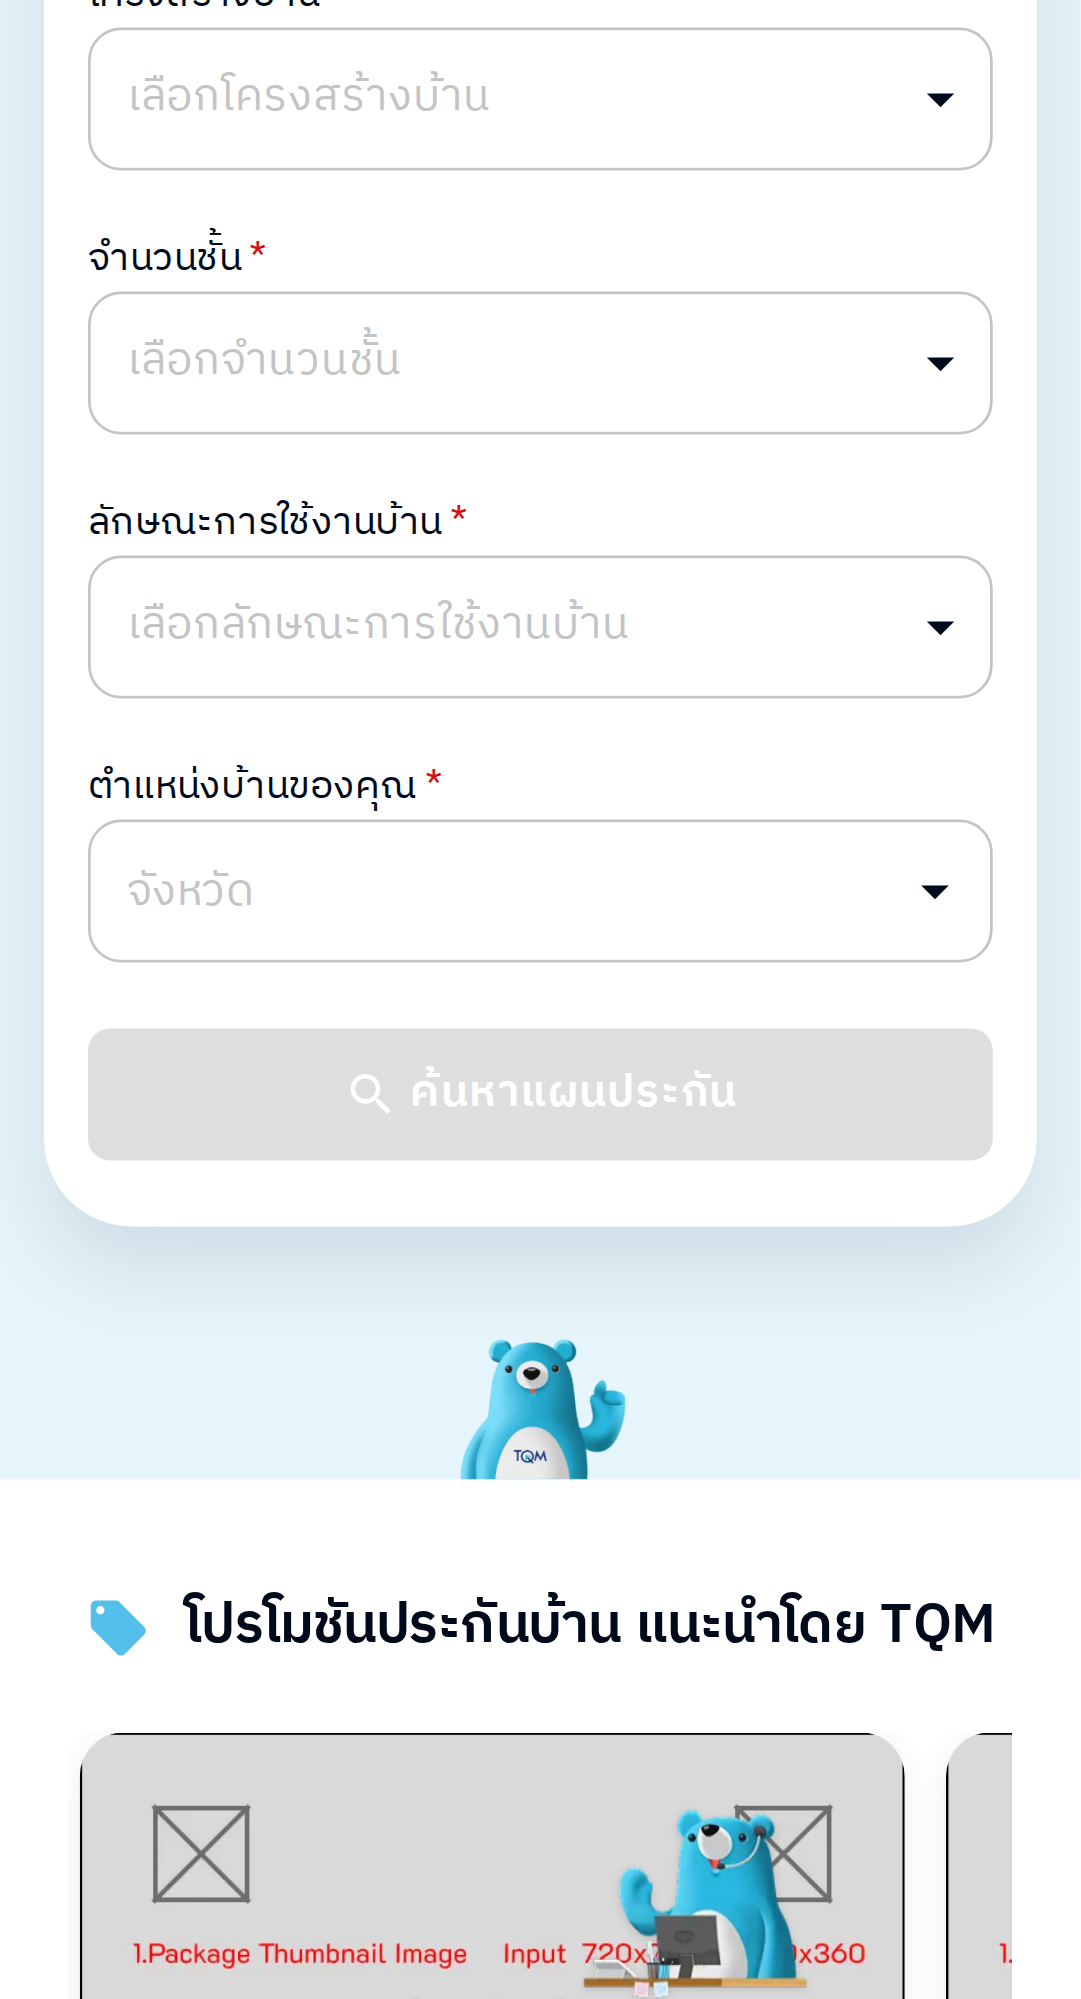 เลือกโครงสร้างบ้าน
จำนวนชั้น *
เลือกจำนวนชั้น
ลักษณะการใช้งานบ้าน *
เลือกลักษณะการใช้งานบ้าน
ตำแหน่งบ้านของคุณ *
จังหวัด
ค้นหาแผนประกัน
TQM
โปรโมชันประกันบ้าน แนะนำโดย TQM
1.Package Thumbnail Image Input 720x x360 1.